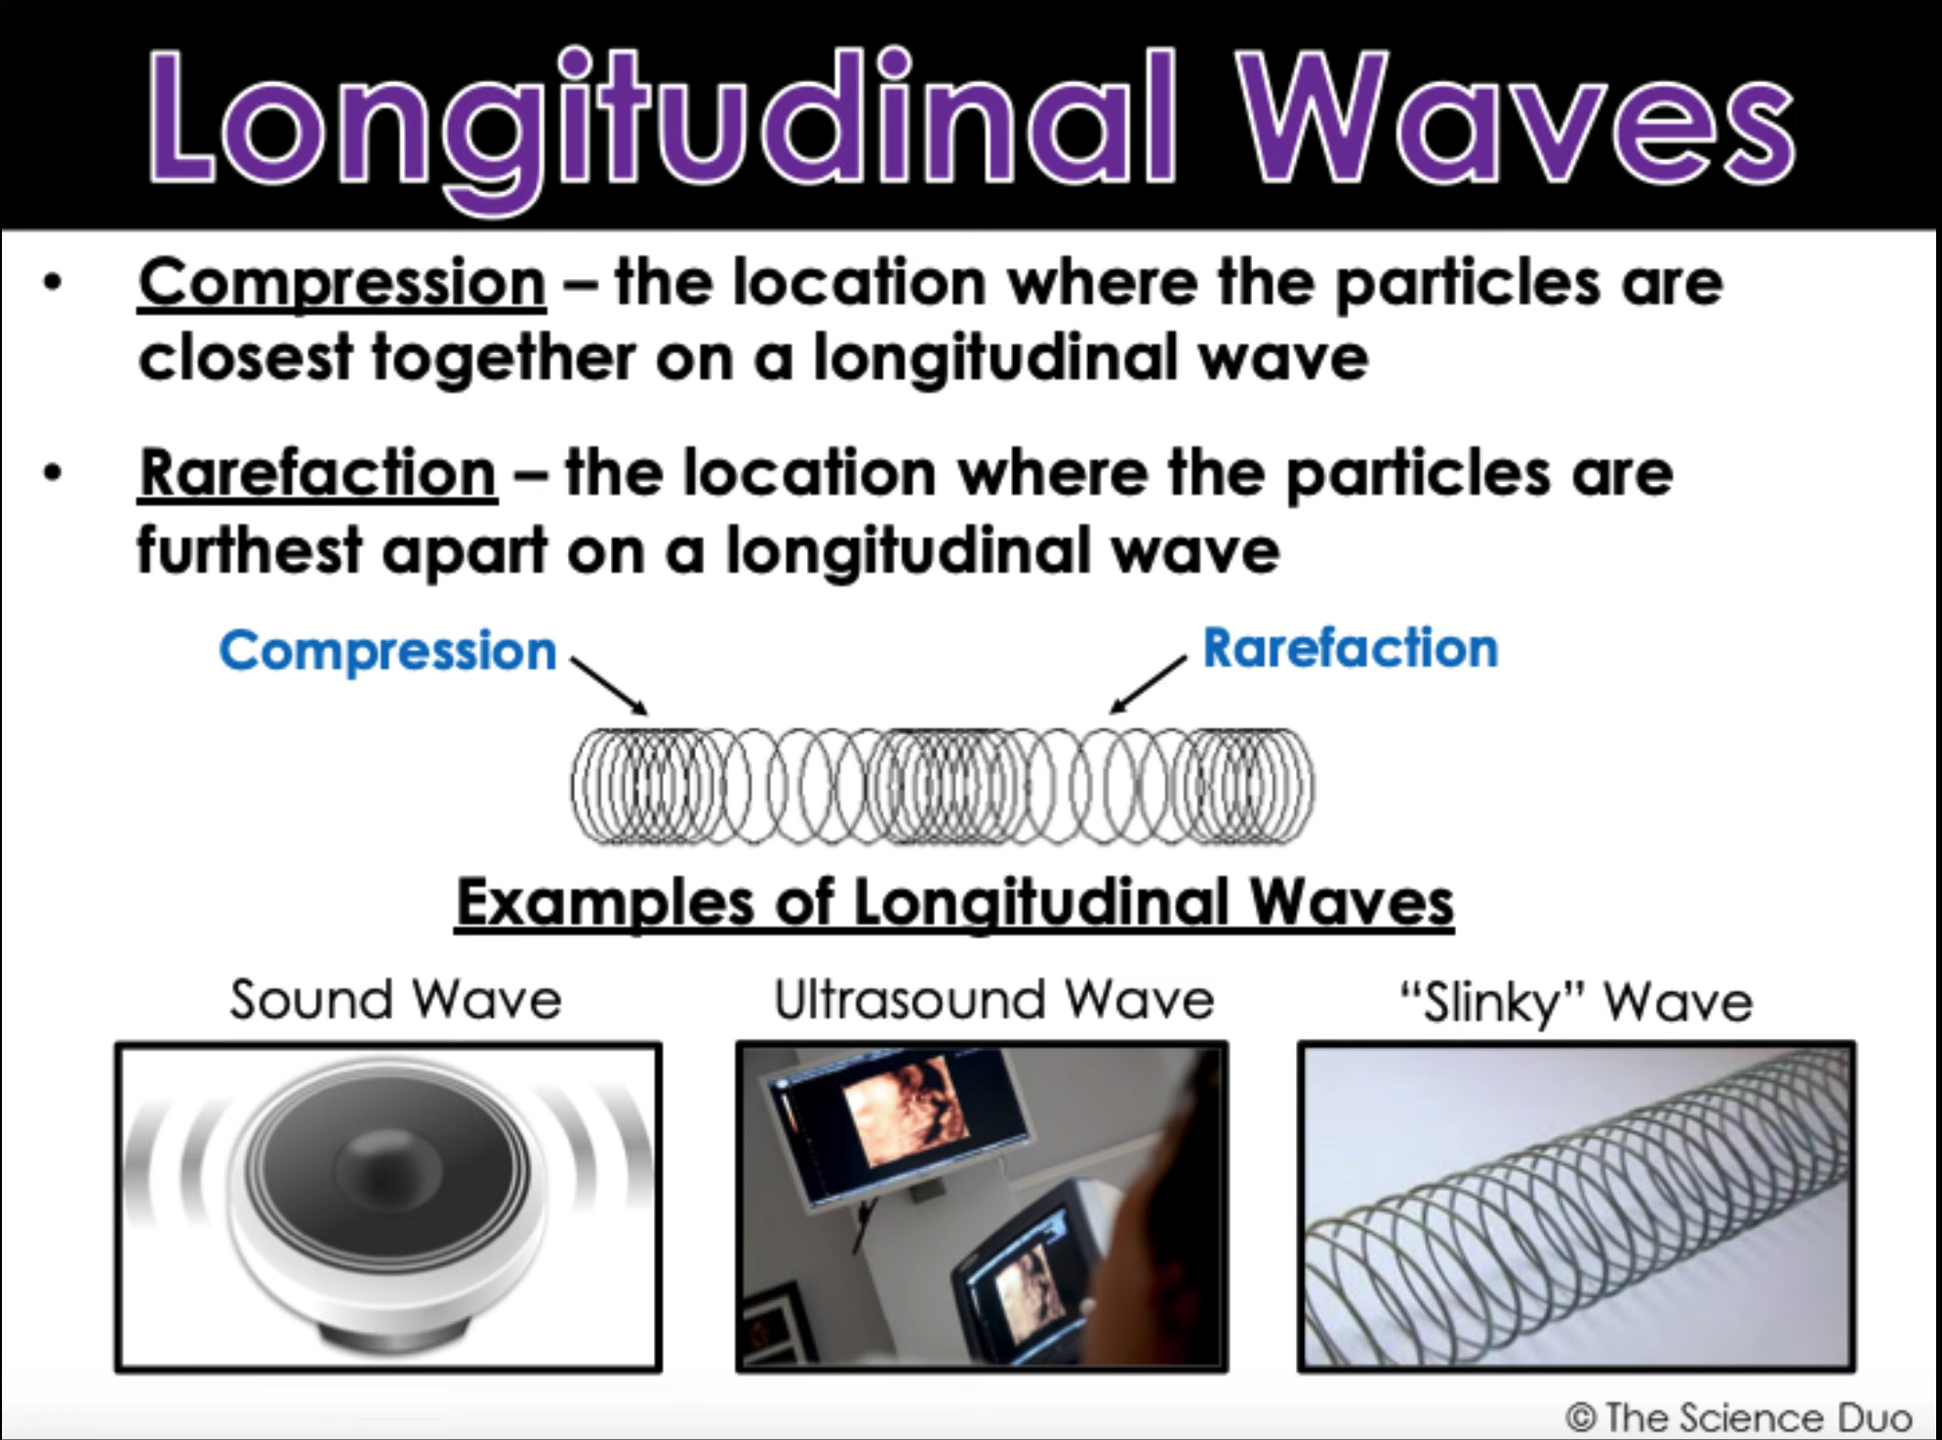 Longitudinal Waves
• Compression – the location where the particles are
closest together on a longitudinal wave
• Rarefaction – the location where the particles are
furthest apart on a longitudinal wave
Compression
Rarefaction
Examples of Longitudinal Waves
Sound Wave
Ultrasound Wave
“Slinky” Wave
© The Science Duo